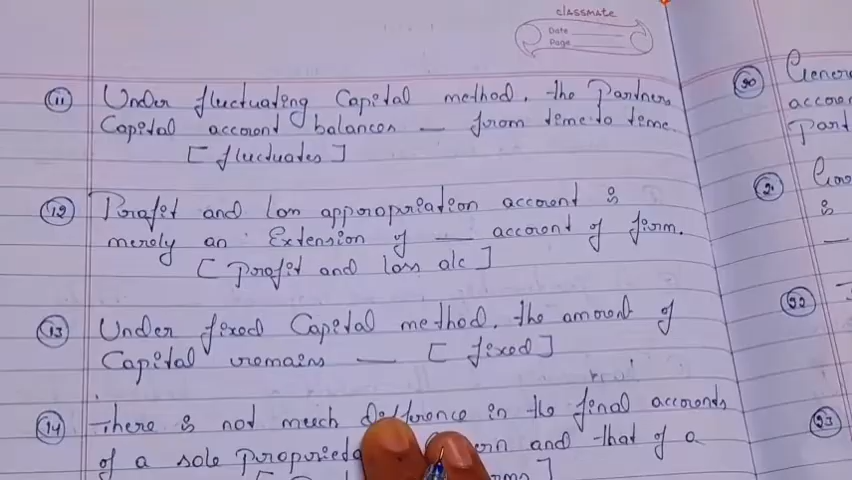 classmate
Date
Page
11 Under fluctuating Capital method, the Partners
Capital account balances — from time to time.
[fluctuates]
12 Profit and loss appropriation account is
merely an Extension of — account of firm.
[Profit and loss a/c]
13 Under fixed Capital method, the amount of
Capital remains — [fixed]
14 There is not much difference in the final accounts
of a sole and that of a
20
accou
Part
21
is
—
22
23